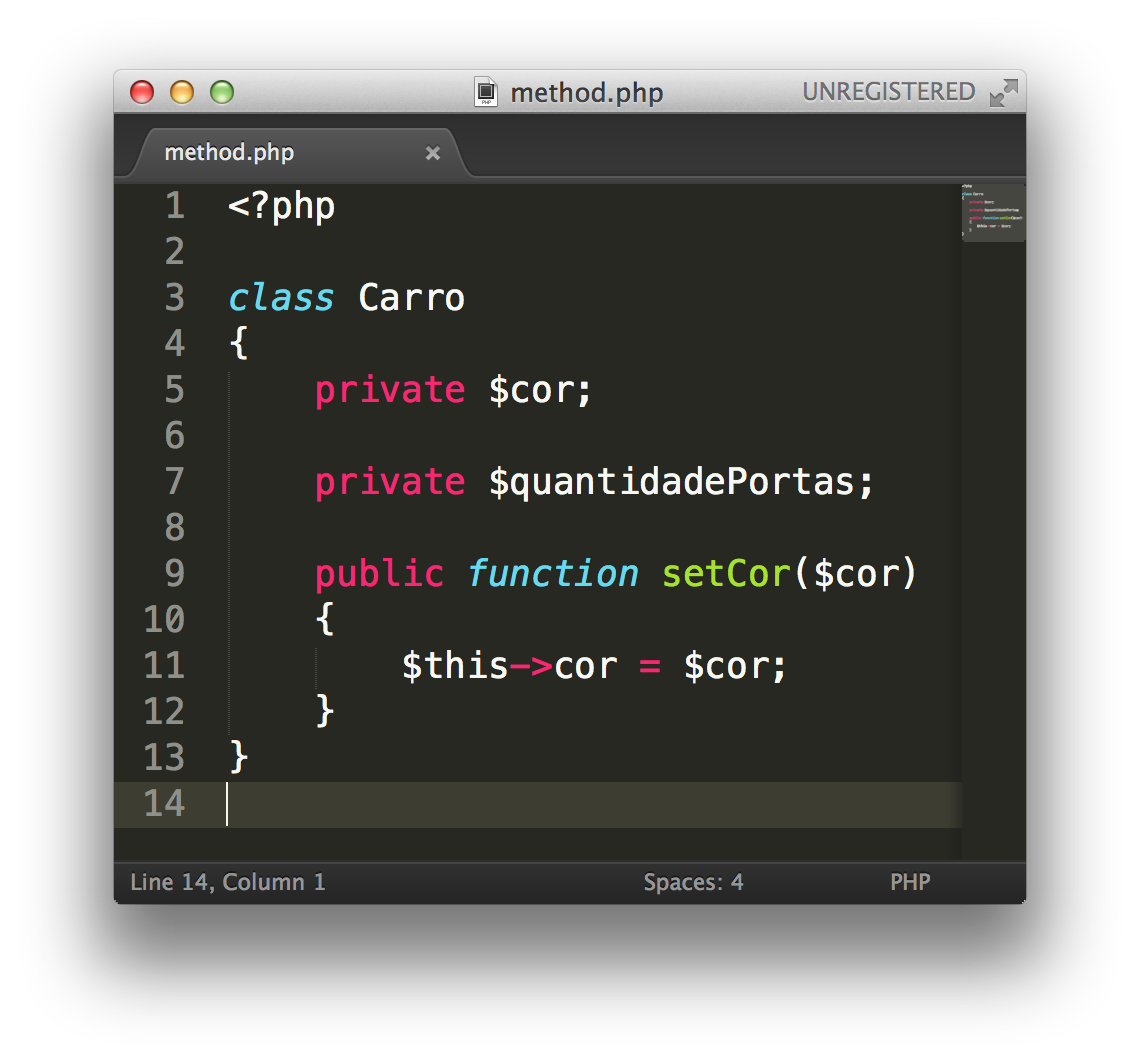 method.php UNREGISTERED
method.php ×
1 <?php
2
3 class Carro
4 {
5     private $cor;
6
7     private $quantidadePortas;
8
9     public function setCor($cor)
10     {
11         $this->cor = $cor;
12     }
13 }
14
Line 14, Column 1 Spaces: 4 PHP